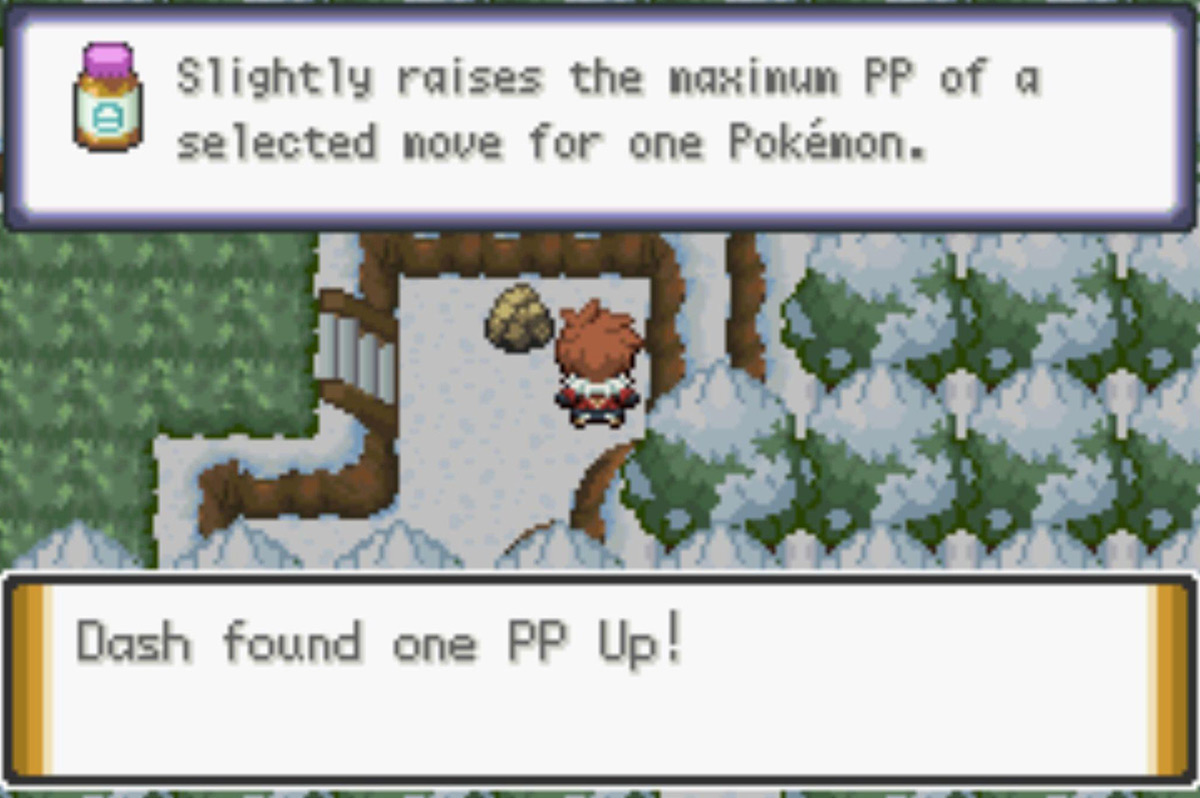 Slightly raises the maximum PP of a
selected move for one Pokémon.
Dash found one PP Up!